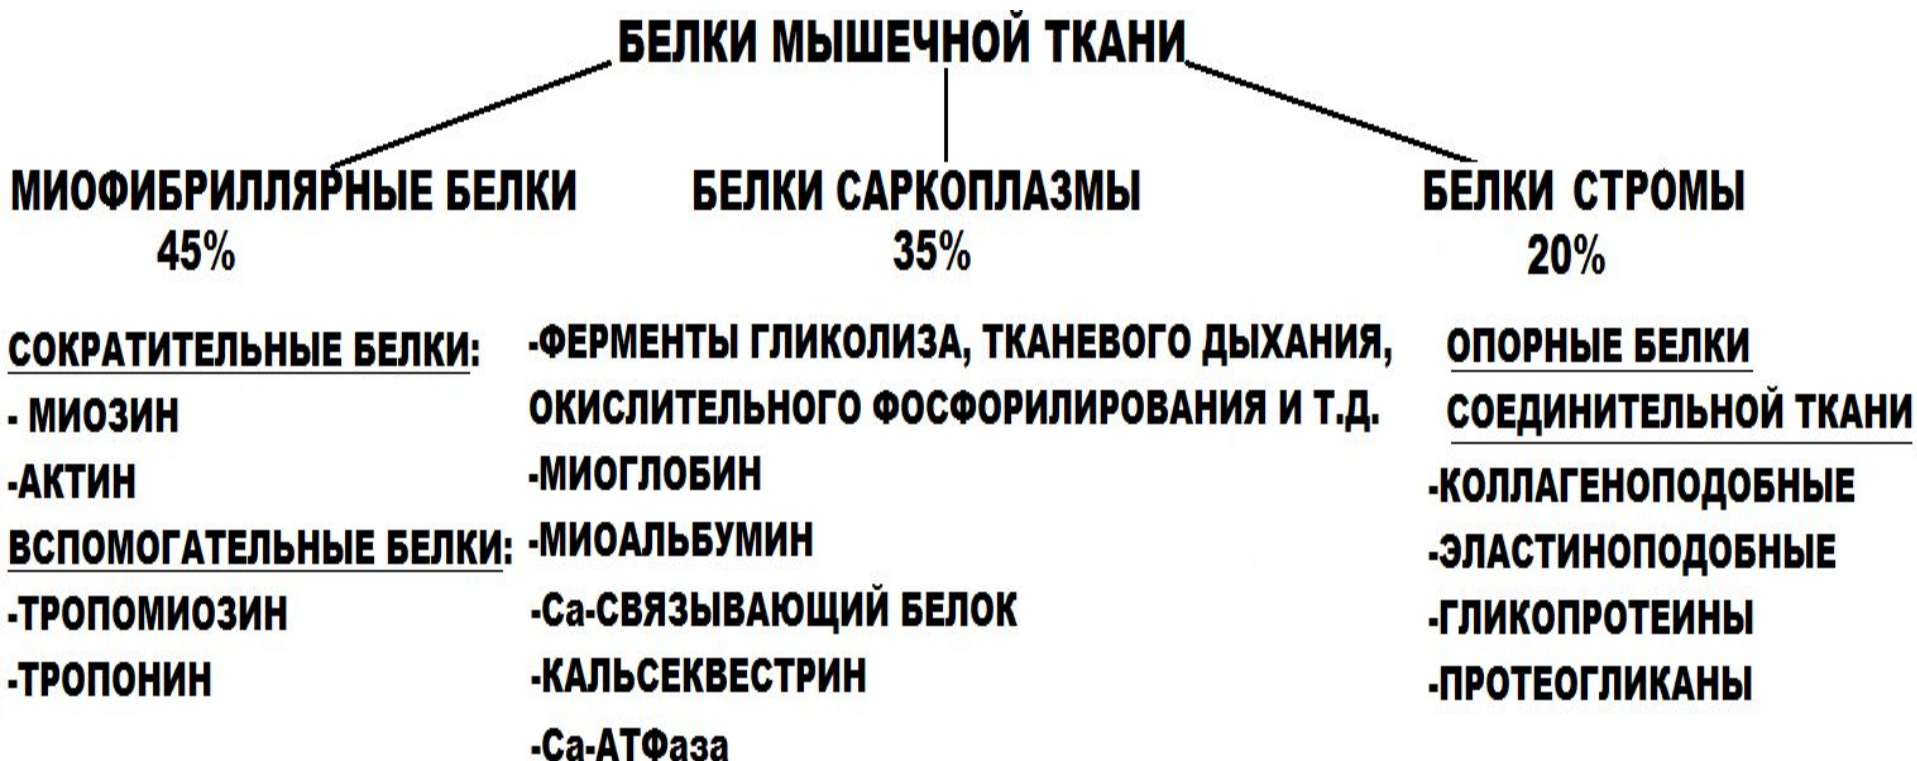 БЕЛКИ МЫШЕЧНОЙ ТКАНИ
МИОФИБРИЛЛЯРНЫЕ БЕЛКИ
45%
СОКРАТИТЕЛЬНЫЕ БЕЛКИ:
- МИОЗИН
-АКТИН
ВСПОМОГАТЕЛЬНЫЕ БЕЛКИ:
-ТРОПОМИОЗИН
-ТРОПОНИН
БЕЛКИ САРКОПЛАЗМЫ
35%
-ФЕРМЕНТЫ ГЛИКОЛИЗА, ТКАНЕВОГО ДЫХАНИЯ,
ОКИСЛИТЕЛЬНОГО ФОСФОРИЛИРОВАНИЯ И Т.Д.
-МИОГЛОБИН
-МИОАЛЬБУМИН
-Са-СВЯЗЫВАЮЩИЙ БЕЛОК
-КАЛЬСЕКВЕСТРИН
-Са-АТФаза
БЕЛКИ СТРОМЫ
20%
ОПОРНЫЕ БЕЛКИ
СОЕДИНИТЕЛЬНОЙ ТКАНИ
-КОЛЛАГЕНОПОДОБНЫЕ
-ЭЛАСТИНОПОДОБНЫЕ
-ГЛИКОПРОТЕИНЫ
-ПРОТЕОГЛИКАНЫ